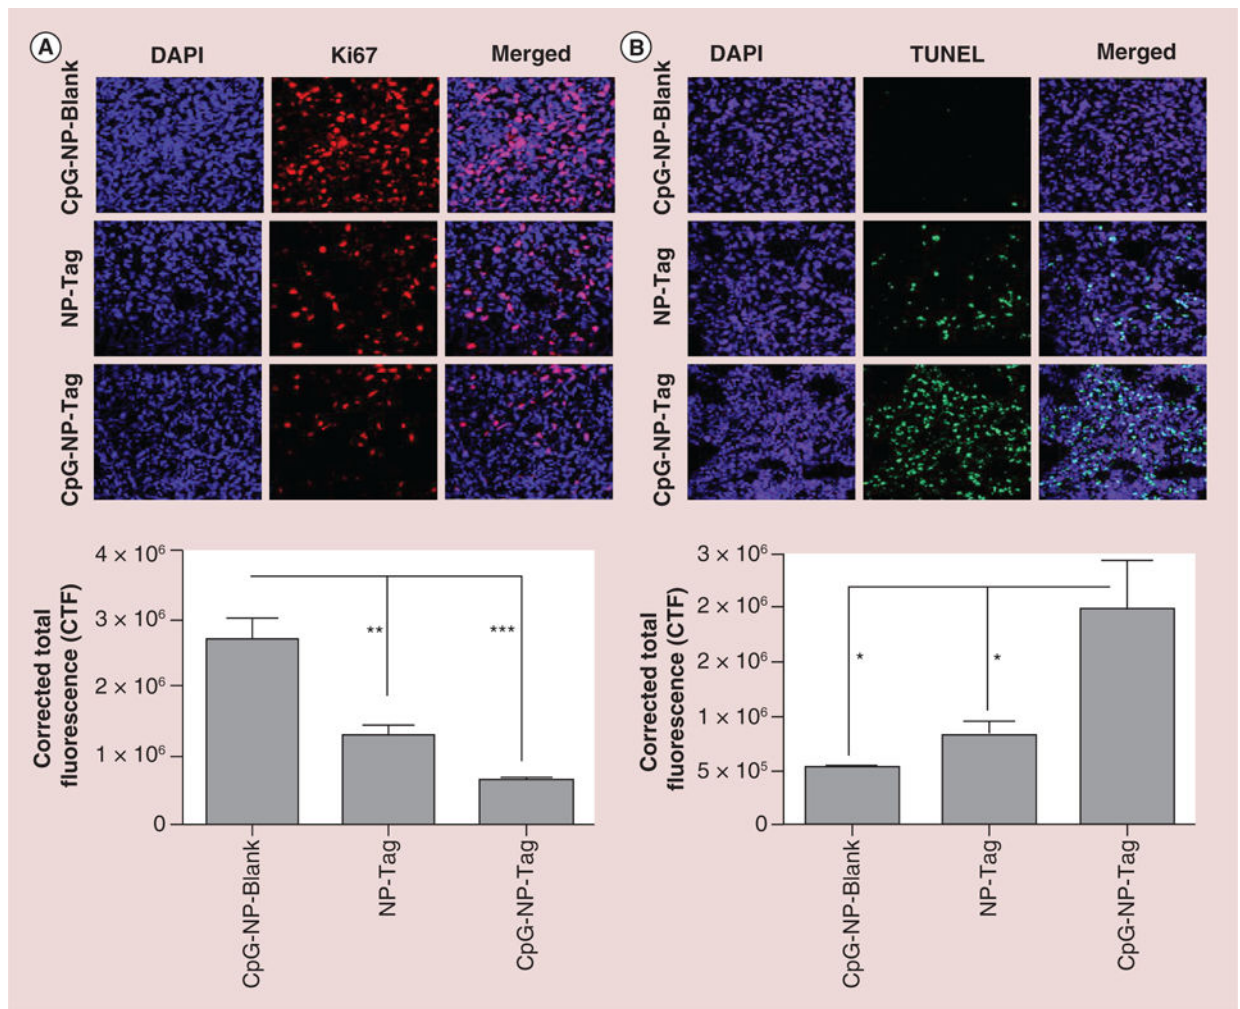 A
DAPI
Ki67
Merged
CpG-NP-Blank
NP-Tag
CpG-NP-Tag
Corrected total
fluorescence (CTF)
4 × 10⁶
3 × 10⁶
2 × 10⁶
1 × 10⁶
0
**
***
CpG-NP-Blank
NP-Tag
CpG-NP-Tag
B
DAPI
TUNEL
Merged
CpG-NP-Blank
NP-Tag
CpG-NP-Tag
Corrected total
fluorescence (CTF)
3 × 10⁶
2 × 10⁶
2 × 10⁶
1 × 10⁶
5 × 10⁵
0
*
*
CpG-NP-Blank
NP-Tag
CpG-NP-Tag